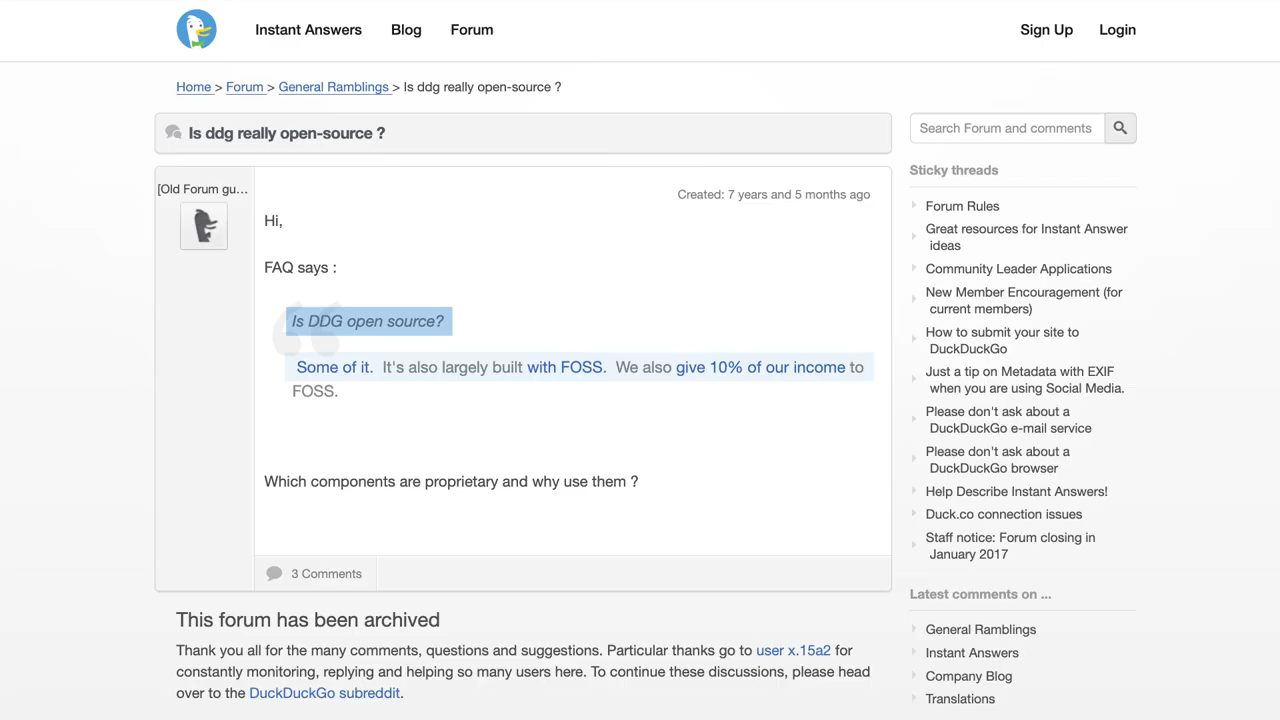 Instant Answers Blog Forum Sign Up Login
Home > Forum > General Ramblings > Is ddg really open-source ?
Is ddg really open-source ?
[Old Forum gu…
Created: 7 years and 5 months ago
Hi,
FAQ says :
Is DDG open source?
Some of it. It's also largely built with FOSS. We also give 10% of our income to
FOSS.
Which components are proprietary and why use them ?
3 Comments
This forum has been archived
Thank you all for the many comments, questions and suggestions. Particular thanks go to user x.15a2 for
constantly monitoring, replying and helping so many users here. To continue these discussions, please head
over to the DuckDuckGo subreddit.
Search Forum and comments
Sticky threads
Forum Rules
Great resources for Instant Answer
ideas
Community Leader Applications
New Member Encouragement (for
current members)
How to submit your site to
DuckDuckGo
Just a tip on Metadata with EXIF
when you are using Social Media.
Please don't ask about a
DuckDuckGo e-mail service
Please don't ask about a
DuckDuckGo browser
Help Describe Instant Answers!
Duck.co connection issues
Staff notice: Forum closing in
January 2017
Latest comments on ...
General Ramblings
Instant Answers
Company Blog
Translations